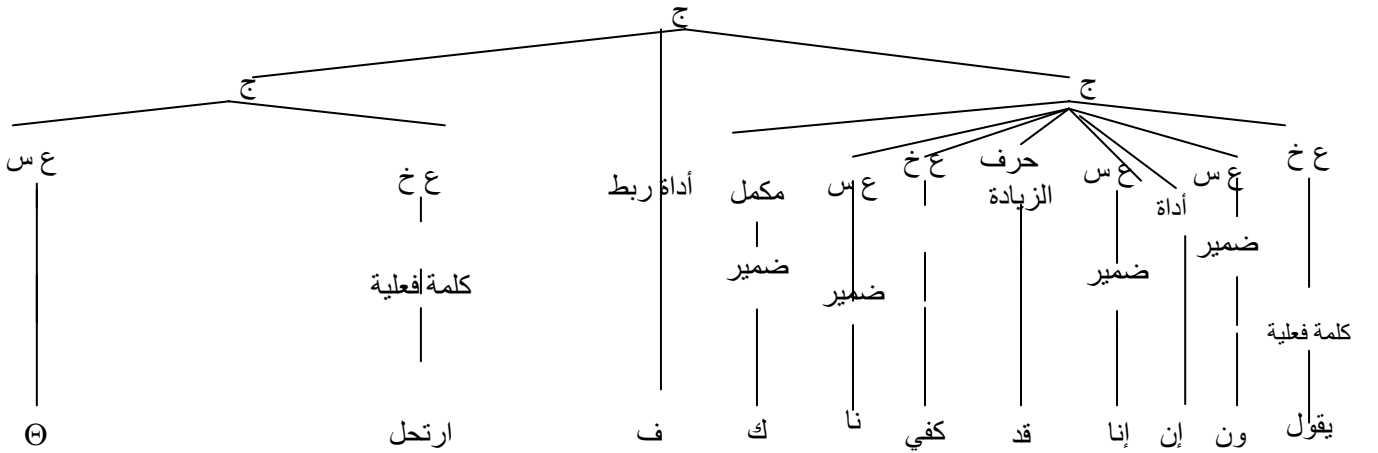 ج
ج ج
ع خ ع س أداة ع س حرف الزيادة ع خ ع س مكمل أداة ربط ع خ ع س
ضمير ضمير ضمير ضمير كلمة فعلية
كلمة فعلية
يقول ون إن إنا قد كفي نا ك ف ارتحل Θ